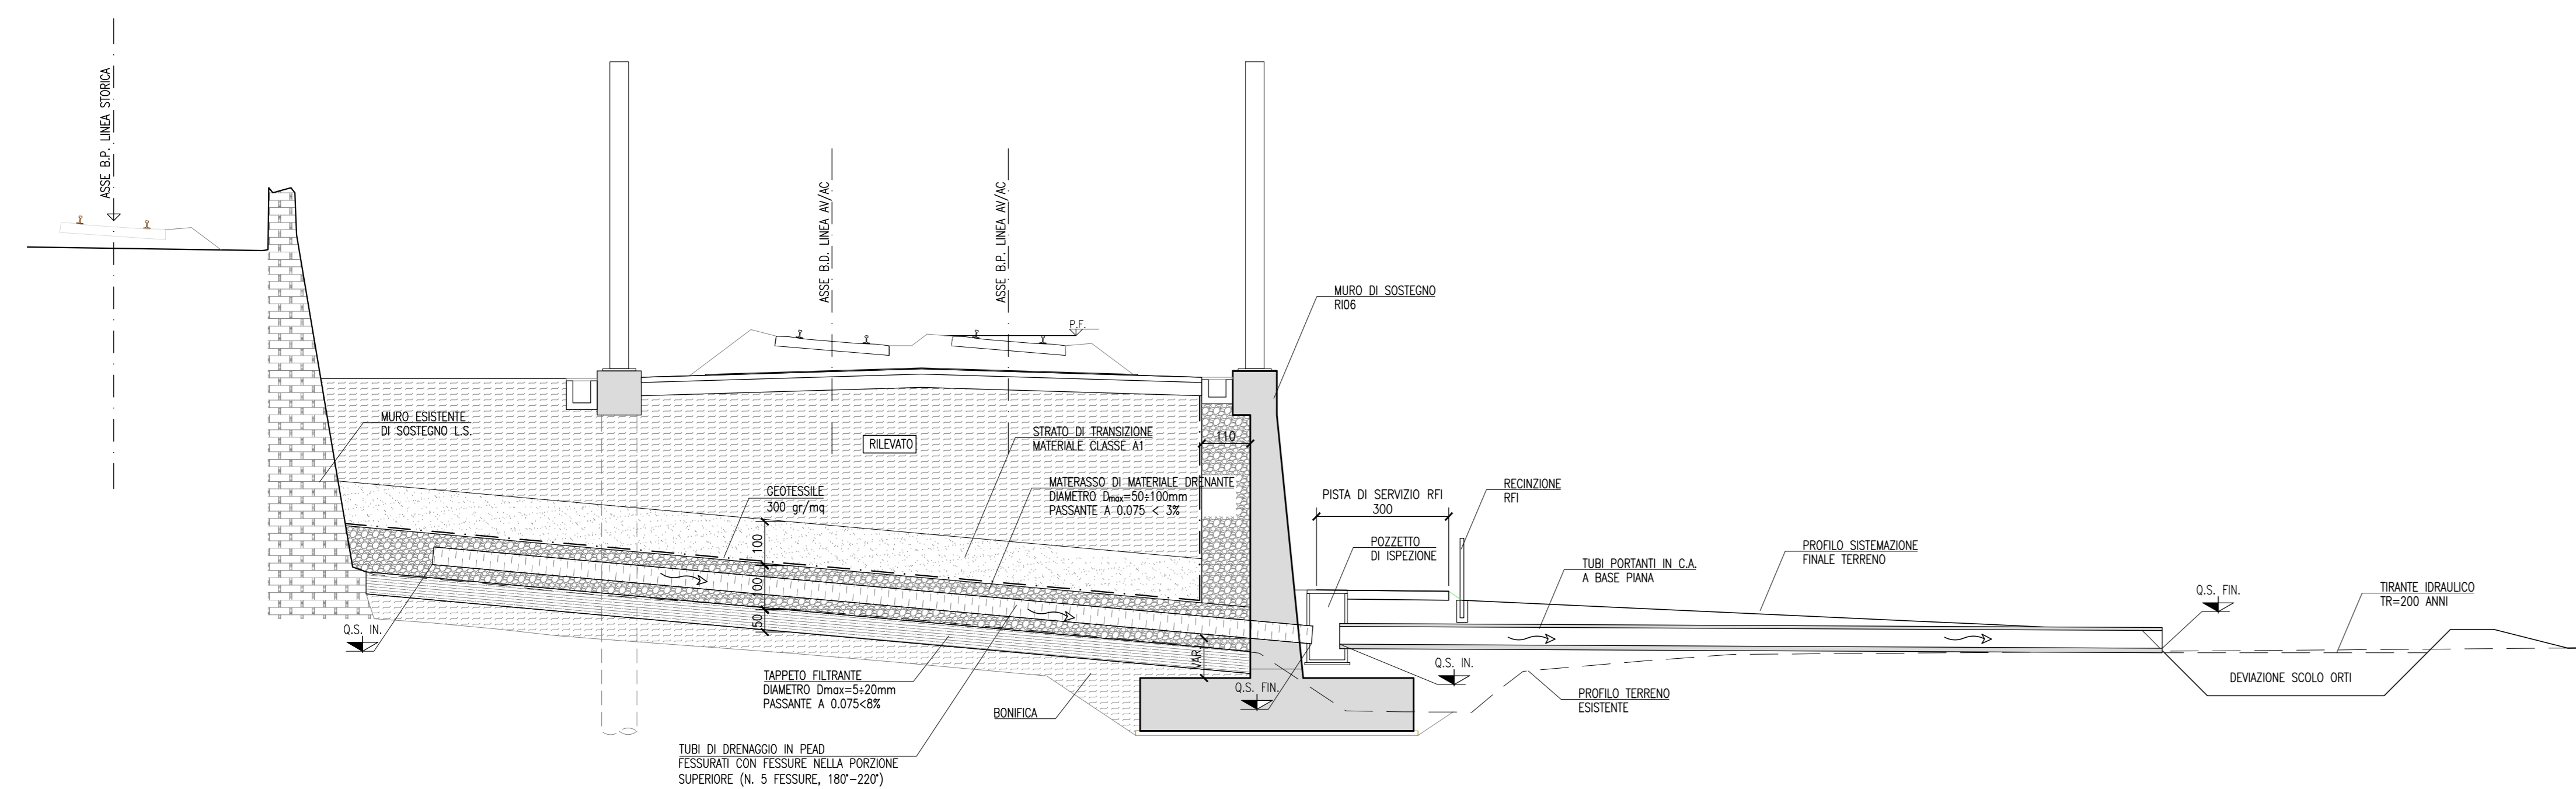 ASSE B.P. LINEA STORICA
ASSE B.D. LINEA AV/AC
ASSE B.P. LINEA AV/AC
P.F.
MURO DI SOSTEGNO
RI06
MURO ESISTENTE
DI SOSTEGNO L.S.
RILEVATO
STRATO DI TRANSIZIONE
MATERIALE CLASSE A1
110
GEOTESSILE
300 gr/mq
MATERASSO DI MATERIALE DRENANTE
DIAMETRO Dmax=50÷100mm
PASSANTE A 0.075 < 3%
PISTA DI SERVIZIO RFI
300
RECINZIONE
RFI
POZZETTO
DI ISPEZIONE
TUBI PORTANTI IN C.A.
A BASE PIANA
PROFILO SISTEMAZIONE
FINALE TERRENO
Q.S. FIN.
TIRANTE IDRAULICO
TR=200 ANNI
100
100
50
Q.S. IN.
VAR.
TAPPETO FILTRANTE
DIAMETRO Dmax=5÷20mm
PASSANTE A 0.075<8%
BONIFICA
Q.S. FIN.
Q.S. IN.
PROFILO TERRENO
ESISTENTE
DEVIAZIONE SCOLO ORTI
TUBI DI DRENAGGIO IN PEAD
FESSURATI CON FESSURE NELLA PORZIONE
SUPERIORE (N. 5 FESSURE, 180°-220°)